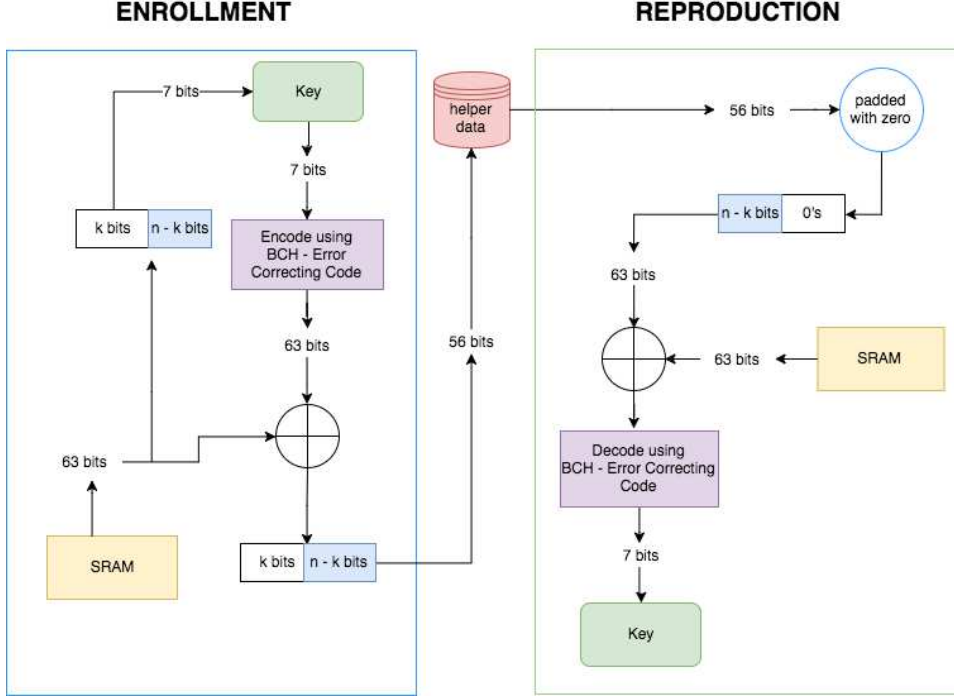 ENROLLMENT
7 bits
Key
7 bits
k bits
n - k bits
Encode using
BCH - Error
Correcting Code
63 bits
63 bits
SRAM
k bits
n - k bits
56 bits
helper
data
REPRODUCTION
56 bits
padded
with zero
n - k bits
0's
63 bits
63 bits
SRAM
Decode using
BCH - Error Correcting
Code
7 bits
Key